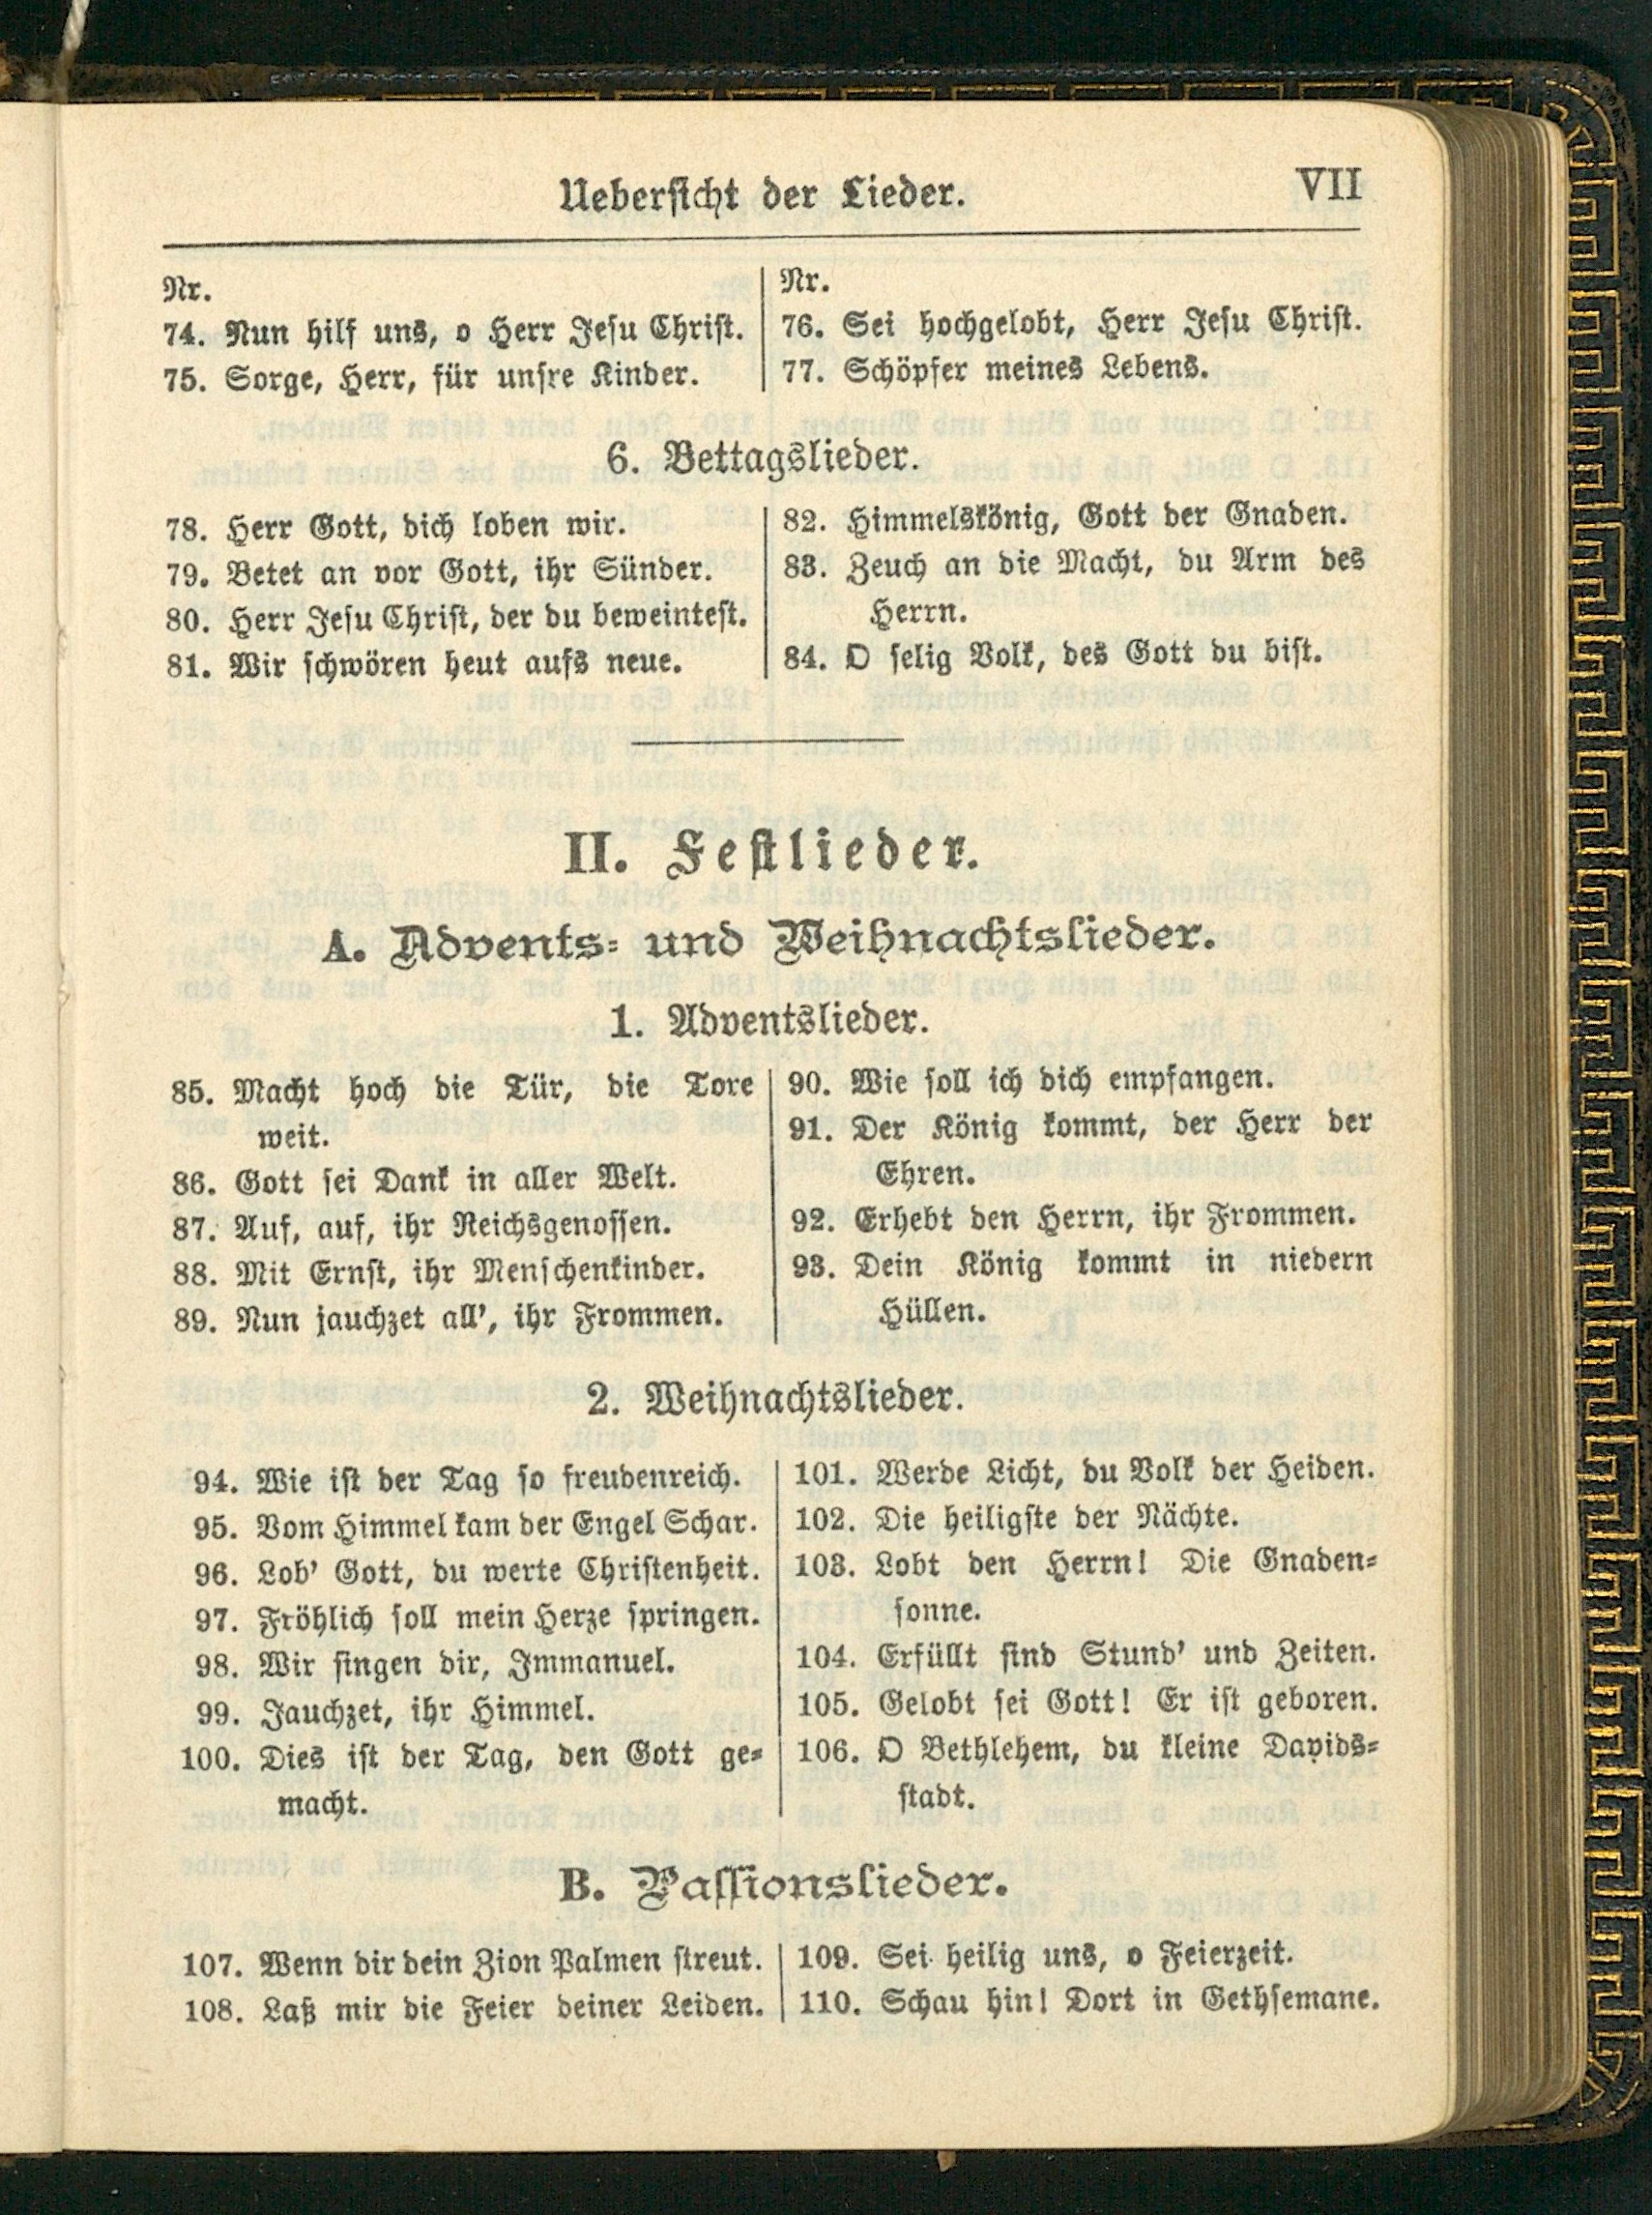 Uebersicht der Lieder.
VII
Nr.
74. Nun hilf uns, o Herr Jesu Christ.
75. Sorge, Herr, für unsre Kinder.
Nr.
76. Sei hochgelobt, Herr Jesu Christ.
77. Schöpfer meines Lebens.
6. Bettagslieder.
78. Herr Gott, dich loben wir.
79. Betet an vor Gott, ihr Sünder.
80. Herr Jesu Christ, der du beweintest.
81. Wir schwören heut aufs neue.
82. Himmelskönig, Gott der Gnaden.
83. Zeuch an die Macht, du Arm des
Herrn.
84. O selig Volk, des Gott du bist.
II. Festlieder.
A. Advents- und Weihnachtslieder.
1. Adventslieder.
85. Macht hoch die Tür, die Tore
weit.
86. Gott sei Dank in aller Welt.
87. Auf, auf, ihr Reichsgenossen.
88. Mit Ernst, ihr Menschenkinder.
89. Nun jauchzet all', ihr Frommen.
90. Wie soll ich dich empfangen.
91. Der König kommt, der Herr der
Ehren.
92. Erhebt den Herrn, ihr Frommen.
93. Dein König kommt in niedern
Hüllen.
2. Weihnachtslieder.
94. Wie ist der Tag so freudenreich.
95. Vom Himmel kam der Engel Schar.
96. Lob' Gott, du werte Christenheit.
97. Fröhlich soll mein Herze springen.
98. Wir singen dir, Immanuel.
99. Jauchzet, ihr Himmel.
100. Dies ist der Tag, den Gott ge-
macht.
101. Werde Licht, du Volk der Heiden.
102. Die heiligste der Nächte.
103. Lobt den Herrn! Die Gnaden-
sonne.
104. Erfüllt sind Stund' und Zeiten.
105. Gelobt sei Gott! Er ist geboren.
106. O Bethlehem, du kleine Davids-
stadt.
B. Passionslieder.
107. Wenn dir dein Zion Palmen streut.
108. Laß mir die Feier deiner Leiden.
109. Sei heilig uns, o Feierzeit.
110. Schau hin! Dort in Gethsemane.